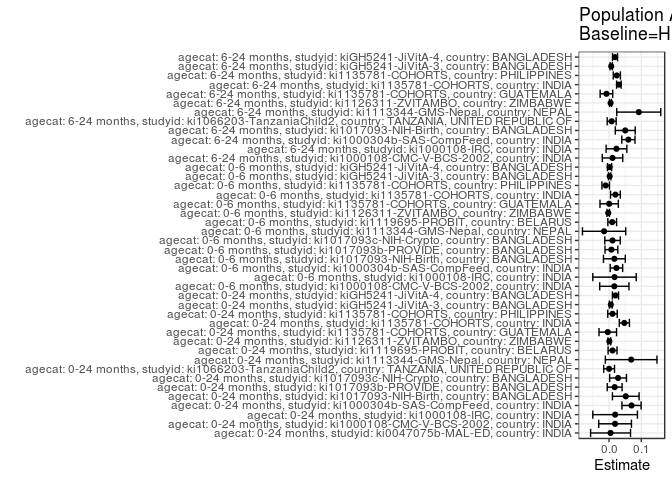 Population A
Baseline=H
agecat: 6-24 months, studyid: kiGH5241-JiVitA-4, country: BANGLADESH
agecat: 6-24 months, studyid: kiGH5241-JiVitA-3, country: BANGLADESH
agecat: 6-24 months, studyid: ki1135781-COHORTS, country: PHILIPPINES
agecat: 6-24 months, studyid: ki1135781-COHORTS, country: INDIA
agecat: 6-24 months, studyid: ki1135781-COHORTS, country: GUATEMALA
agecat: 6-24 months, studyid: ki1126311-ZVITAMBO, country: ZIMBABWE
agecat: 6-24 months, studyid: ki1113344-GMS-Nepal, country: NEPAL
agecat: 6-24 months, studyid: ki1066203-TanzaniaChild2, country: TANZANIA, UNITED REPUBLIC OF
agecat: 6-24 months, studyid: ki1017093-NIH-Birth, country: BANGLADESH
agecat: 6-24 months, studyid: ki1000304b-SAS-CompFeed, country: INDIA
agecat: 6-24 months, studyid: ki1000108-IRC, country: INDIA
agecat: 6-24 months, studyid: ki1000108-CMC-V-BCS-2002, country: INDIA
agecat: 0-6 months, studyid: kiGH5241-JiVitA-4, country: BANGLADESH
agecat: 0-6 months, studyid: kiGH5241-JiVitA-3, country: BANGLADESH
agecat: 0-6 months, studyid: ki1135781-COHORTS, country: PHILIPPINES
agecat: 0-6 months, studyid: ki1135781-COHORTS, country: INDIA
agecat: 0-6 months, studyid: ki1135781-COHORTS, country: GUATEMALA
agecat: 0-6 months, studyid: ki1126311-ZVITAMBO, country: ZIMBABWE
agecat: 0-6 months, studyid: ki1119695-PROBIT, country: BELARUS
agecat: 0-6 months, studyid: ki1113344-GMS-Nepal, country: NEPAL
agecat: 0-6 months, studyid: ki1017093c-NIH-Crypto, country: BANGLADESH
agecat: 0-6 months, studyid: ki1017093b-PROVIDE, country: BANGLADESH
agecat: 0-6 months, studyid: ki1017093-NIH-Birth, country: BANGLADESH
agecat: 0-6 months, studyid: ki1000304b-SAS-CompFeed, country: INDIA
agecat: 0-6 months, studyid: ki1000108-IRC, country: INDIA
agecat: 0-6 months, studyid: ki1000108-CMC-V-BCS-2002, country: INDIA
agecat: 0-24 months, studyid: kiGH5241-JiVitA-4, country: BANGLADESH
agecat: 0-24 months, studyid: kiGH5241-JiVitA-3, country: BANGLADESH
agecat: 0-24 months, studyid: ki1135781-COHORTS, country: PHILIPPINES
agecat: 0-24 months, studyid: ki1135781-COHORTS, country: INDIA
agecat: 0-24 months, studyid: ki1135781-COHORTS, country: GUATEMALA
agecat: 0-24 months, studyid: ki1126311-ZVITAMBO, country: ZIMBABWE
agecat: 0-24 months, studyid: ki1119695-PROBIT, country: BELARUS
agecat: 0-24 months, studyid: ki1113344-GMS-Nepal, country: NEPAL
agecat: 0-24 months, studyid: ki1066203-TanzaniaChild2, country: TANZANIA, UNITED REPUBLIC OF
agecat: 0-24 months, studyid: ki1017093c-NIH-Crypto, country: BANGLADESH
agecat: 0-24 months, studyid: ki1017093b-PROVIDE, country: BANGLADESH
agecat: 0-24 months, studyid: ki1017093-NIH-Birth, country: BANGLADESH
agecat: 0-24 months, studyid: ki1000304b-SAS-CompFeed, country: INDIA
agecat: 0-24 months, studyid: ki1000108-IRC, country: INDIA
agecat: 0-24 months, studyid: ki1000108-CMC-V-BCS-2002, country: INDIA
agecat: 0-24 months, studyid: ki0047075b-MAL-ED, country: INDIA
0.0 0.1
Estimate